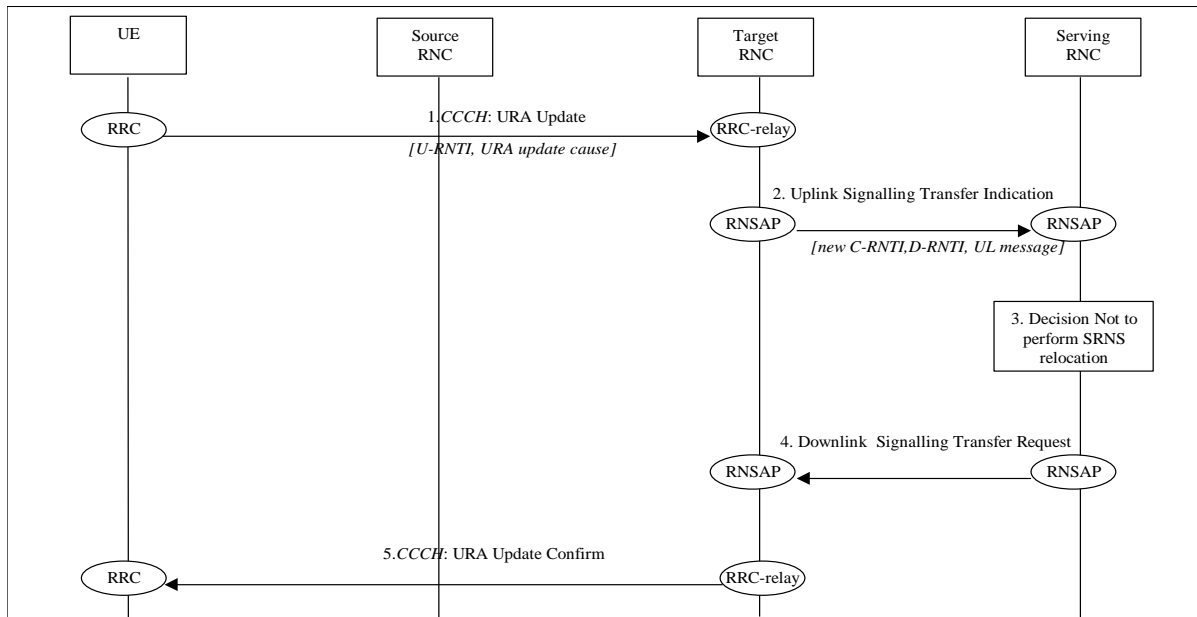 UE
Source
RNC
Target
RNC
Serving
RNC
1.CCCH: URA Update
RRC
RRC-relay
[U-RNTI, URA update cause]
2. Uplink Signalling Transfer Indication
RNSAP
RNSAP
[new C-RNTI,D-RNTI, UL message]
3. Decision Not to
perform SRNS
relocation
4. Downlink  Signalling Transfer Request
RNSAP
RNSAP
5.CCCH: URA Update Confirm
RRC
RRC-relay